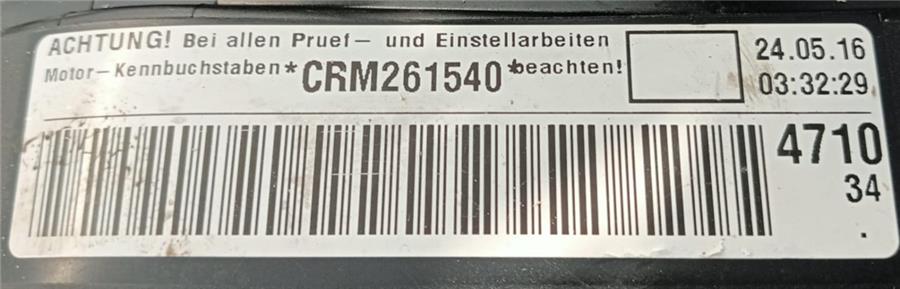 ACHTUNG! Bei allen Pruef– und Einstellarbeiten
Motor–Kennbuchstaben*CRM261540*beachten!
24.05.16
03:32:29
4710
34
.